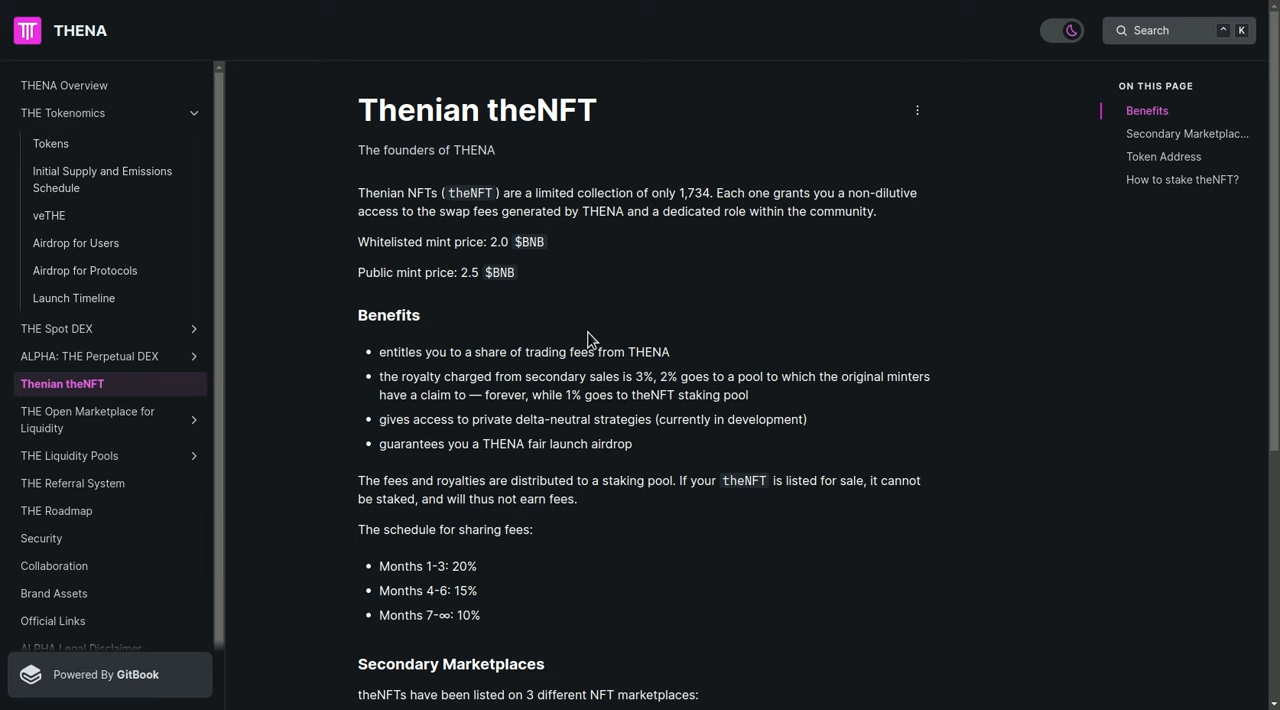 THENA
Search
^ K
THENA Overview
THE Tokenomics
Tokens
Initial Supply and Emissions
Schedule
veTHE
Airdrop for Users
Airdrop for Protocols
Launch Timeline
THE Spot DEX
ALPHA: THE Perpetual DEX
Thenian theNFT
THE Open Marketplace for
Liquidity
THE Liquidity Pools
THE Referral System
THE Roadmap
Security
Collaboration
Brand Assets
Official Links
ALPHA Legal Disclaimer
Powered By GitBook
Thenian theNFT
The founders of THENA
Thenian NFTs (theNFT) are a limited collection of only 1,734. Each one grants you a non-dilutive
access to the swap fees generated by THENA and a dedicated role within the community.
Whitelisted mint price: 2.0 $BNB
Public mint price: 2.5 $BNB
Benefits
• entitles you to a share of trading fees from THENA
• the royalty charged from secondary sales is 3%, 2% goes to a pool to which the original minters
have a claim to — forever, while 1% goes to theNFT staking pool
• gives access to private delta-neutral strategies (currently in development)
• guarantees you a THENA fair launch airdrop
The fees and royalties are distributed to a staking pool. If your theNFT is listed for sale, it cannot
be staked, and will thus not earn fees.
The schedule for sharing fees:
• Months 1-3: 20%
• Months 4-6: 15%
• Months 7-∞: 10%
Secondary Marketplaces
theNFTs have been listed on 3 different NFT marketplaces:
ON THIS PAGE
Benefits
Secondary Marketplac...
Token Address
How to stake theNFT?